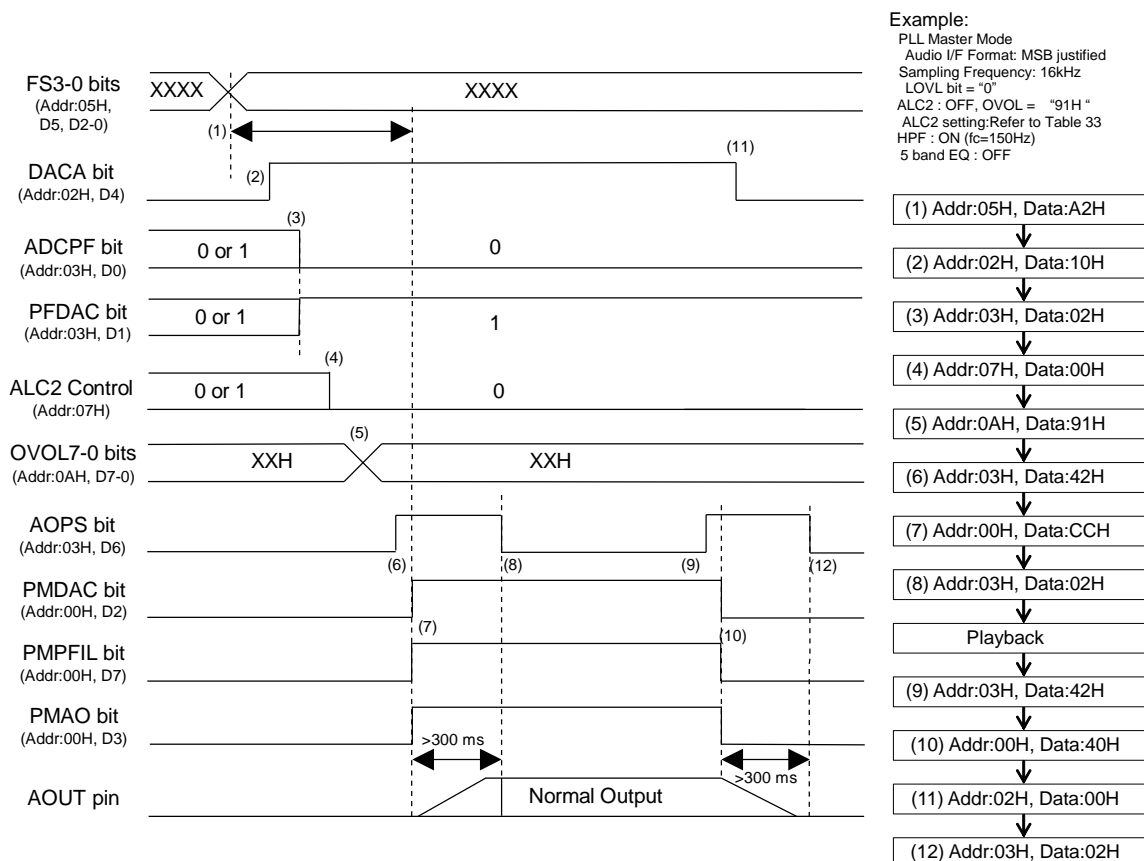 Example:
PLL Master Mode
Audio I/F Format: MSB justified
Sampling Frequency: 16kHz
LOVL bit = “0”
ALC2 : OFF, OVOL = “91H “
ALC2 setting:Refer to Table 33
HPF : ON (fc=150Hz)
5 band EQ : OFF
FS3-0 bits
(Addr:05H,
D5, D2-0)
XXXX
XXXX
(1)
DACA bit
(Addr:02H, D4)
(2)
(11)
ADCPF bit
(Addr:03H, D0)
0 or 1
(3)
0
PFDAC bit
(Addr:03H, D1)
0 or 1
1
ALC2 Control
(Addr:07H)
0 or 1
(4)
0
OVOL7-0 bits
(Addr:0AH, D7-0)
XXH
(5)
XXH
AOPS bit
(Addr:03H, D6)
(6)
(8)
(9)
(12)
PMDAC bit
(Addr:00H, D2)
(7)
(10)
PMPFIL bit
(Addr:00H, D7)
PMAO bit
(Addr:00H, D3)
>300 ms
>300 ms
AOUT pin
Normal Output
(1) Addr:05H, Data:A2H
(2) Addr:02H, Data:10H
(3) Addr:03H, Data:02H
(4) Addr:07H, Data:00H
(5) Addr:0AH, Data:91H
(6) Addr:03H, Data:42H
(7) Addr:00H, Data:CCH
(8) Addr:03H, Data:02H
Playback
(9) Addr:03H, Data:42H
(10) Addr:00H, Data:40H
(11) Addr:02H, Data:00H
(12) Addr:03H, Data:02H